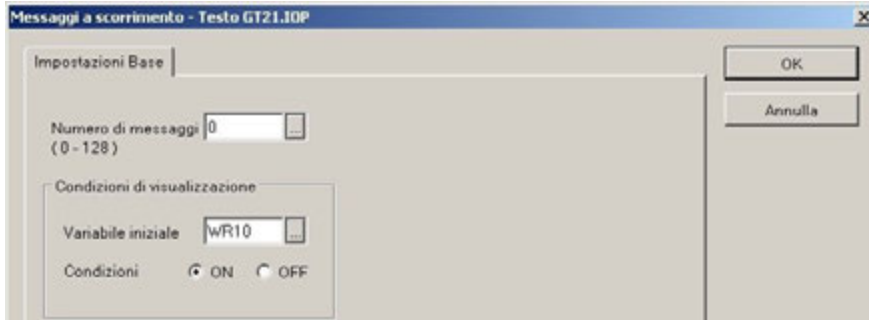 Messaggi a scorrimento - Testo GT21.IOP
Impostazioni Base
OK
Annulla
Numero di messaggi 0 ...
( 0 - 128 )
Condizioni di visualizzazione
Variabile iniziale WR10 ...
Condizioni ON OFF